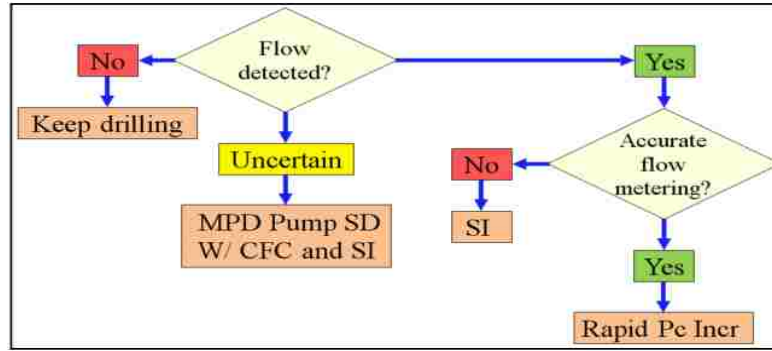 Flow
detected?
No
Yes
Keep drilling
Uncertain
MPD Pump SD
W/ CFC and SI
Accurate
flow
metering?
No
SI
Yes
Rapid Pc Incr